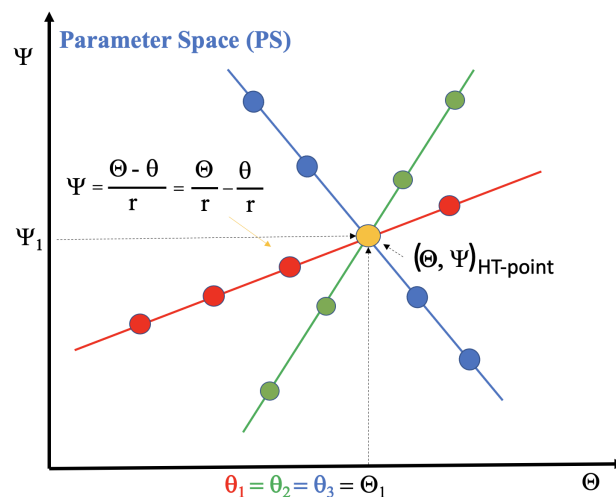 Parameter Space (PS)
Ψ
Ψ = (Θ - θ)/r = Θ/r - θ/r
Ψ₁
(Θ, Ψ)HT-point
θ₁ = θ₂ = θ₃ = Θ₁
Θ